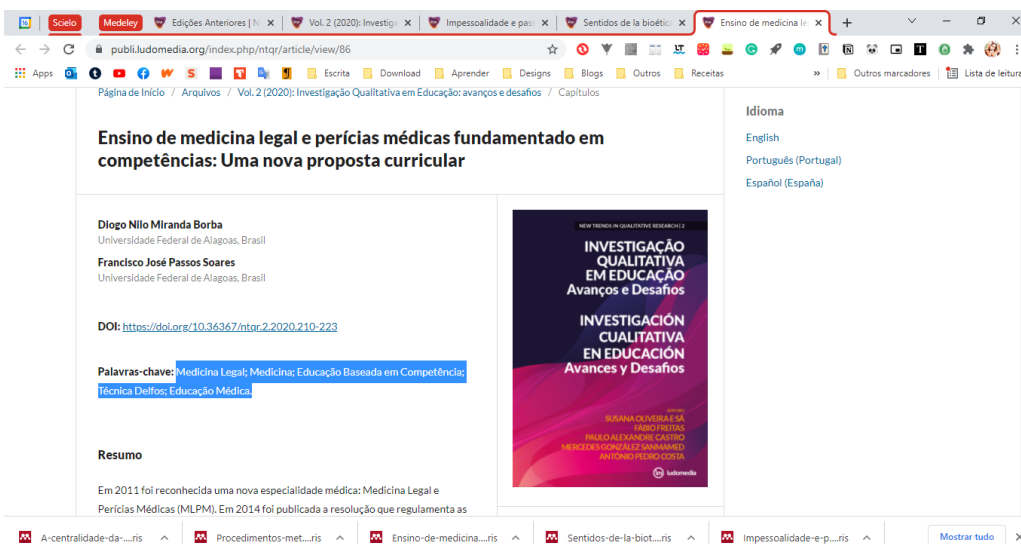 Scielo
Medeley
Edições Anteriores | N
Vol. 2 (2020): Investiga
Impessoalidade e pas
Sentidos de la bioética
Ensino de medicina le
publi.ludomedia.org/index.php/ntqr/article/view/86
Apps
Escrita
Download
Aprender
Designs
Blogs
Outros
Receitas
»
Outros marcadores
Lista de leitura
Página de Início / Arquivos / Vol. 2 (2020): Investigação Qualitativa em Educação: avanços e desafios / Capítulos
Ensino de medicina legal e perícias médicas fundamentado em
competências: Uma nova proposta curricular
Diogo Nilo Miranda Borba
Universidade Federal de Alagoas, Brasil
Francisco José Passos Soares
Universidade Federal de Alagoas, Brasil
DOI: https://doi.org/10.36367/ntqr.2.2020.210-223
Palavras-chave: Medicina Legal; Medicina; Educação Baseada em Competência;
Técnica Delfos; Educação Médica.
Resumo
Em 2011 foi reconhecida uma nova especialidade médica: Medicina Legal e
Perícias Médicas (MLPM). Em 2014 foi publicada a resolução que regulamenta as
NEW TRENDS IN QUALITATIVE RESEARCH | 2
INVESTIGAÇÃO
QUALITATIVA
EM EDUCAÇÃO
Avanços e Desafios
INVESTIGACIÓN
CUALITATIVA
EN EDUCACIÓN
Avances y Desafios
SUSANA OLIVEIRA E SÁ
FÁBIO FREITAS
PAULO ALEXANDRE CASTRO
MERCEDES GONZÁLEZ SANMAMED
ANTÓNIO PEDRO COSTA
ludomedia
Idioma
English
Português (Portugal)
Español (España)
A-centralidade-da-....ris
Procedimentos-met....ris
Ensino-de-medicina....ris
Sentidos-de-la-biot....ris
Impessoalidade-e-p....ris
Mostrar tudo